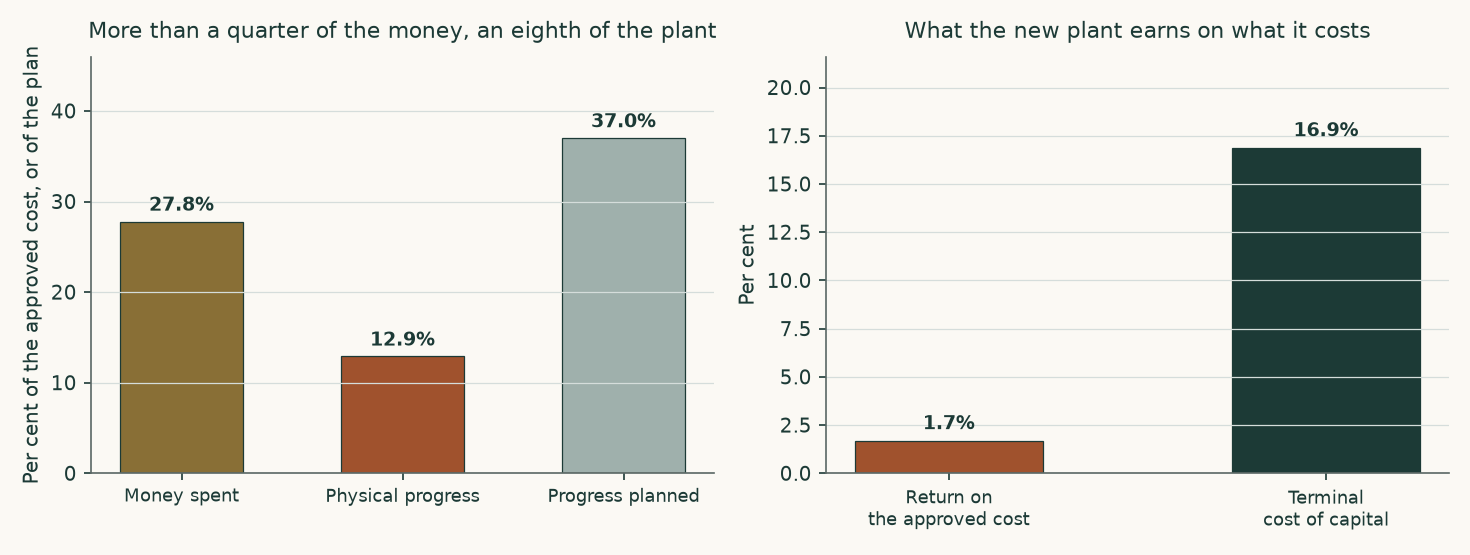 More than a quarter of the money, an eighth of the plant
Per cent of the approved cost, or of the plan
40
30
20
10
0
27.8%
12.9%
37.0%
Money spent
Physical progress
Progress planned
What the new plant earns on what it costs
Per cent
20.0
17.5
15.0
12.5
10.0
7.5
5.0
2.5
0.0
1.7%
16.9%
Return on
the approved cost
Terminal
cost of capital